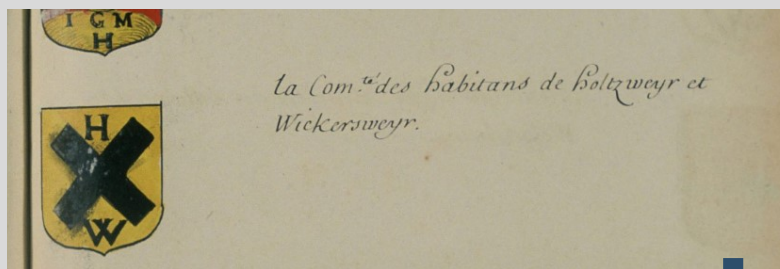 I G M
H
la Com.té des habitans de holtzweyr et
Wickersweyr.
H
W